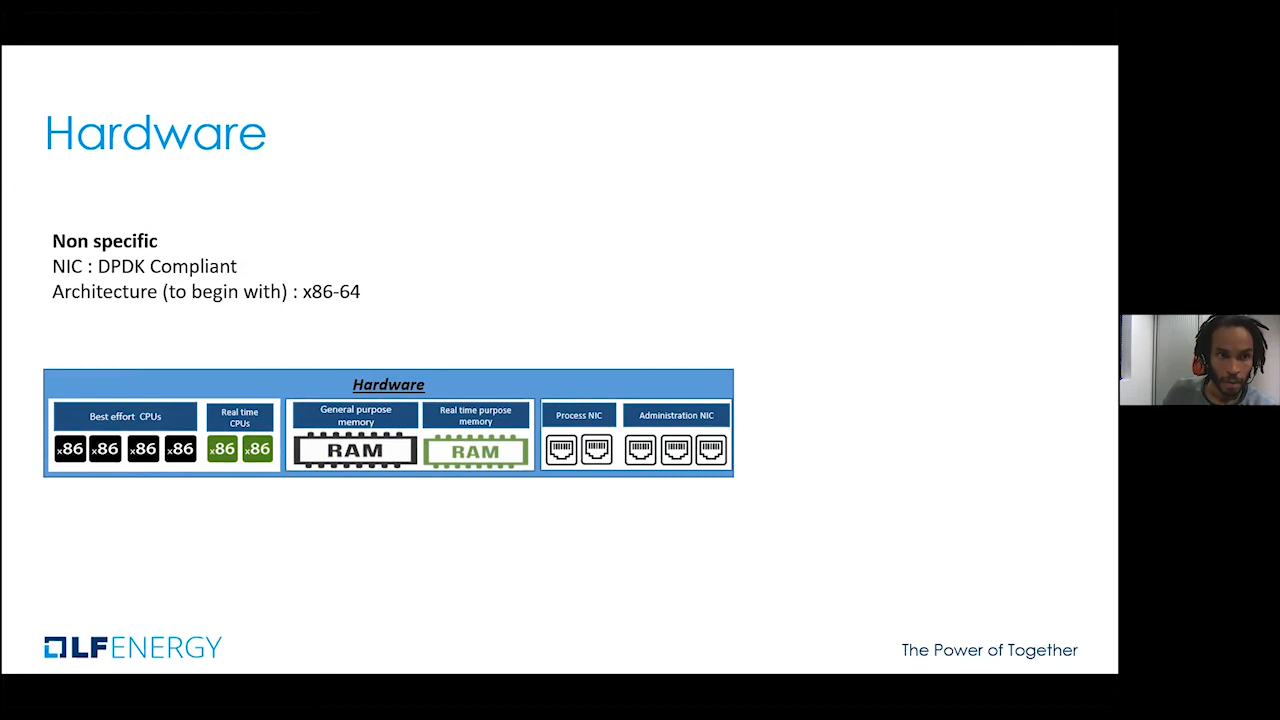 Hardware
Non specific
NIC : DPDK Compliant
Architecture (to begin with) : x86-64
Hardware
Best effort CPUs
Real time
CPUs
General purpose
memory
Real time purpose
memory
Process NIC
Administration NIC
x86 x86 x86 x86 x86 x86
RAM
RAM
LFENERGY
The Power of Together